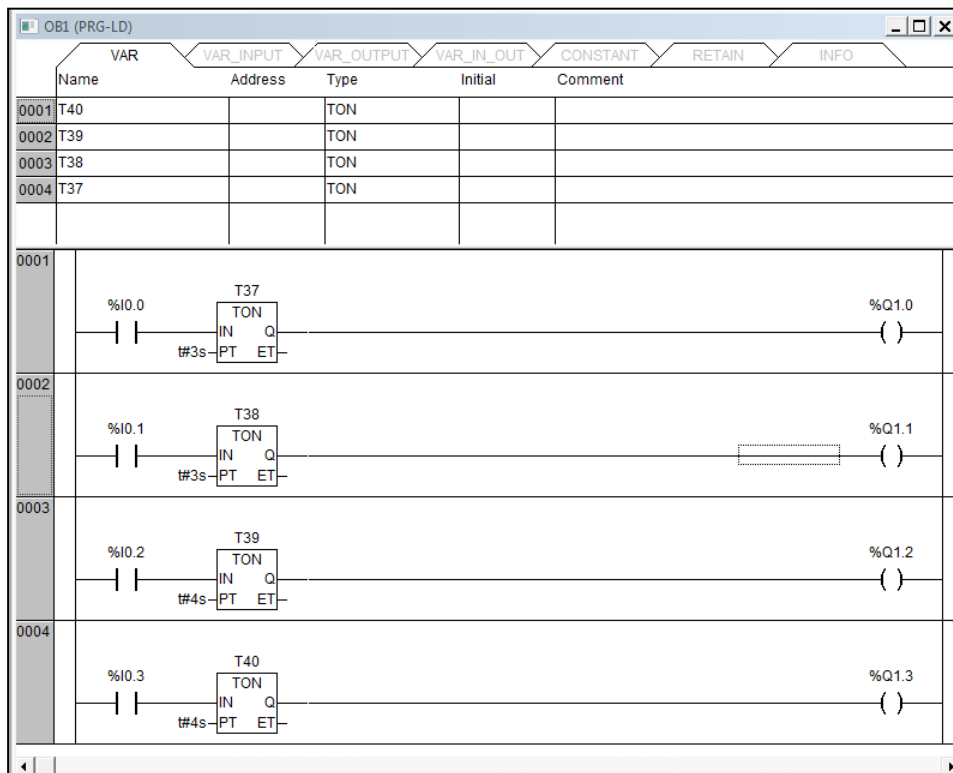 OB1 (PRG-LD)
VAR VAR_INPUT VAR_OUTPUT VAR_IN_OUT CONSTANT RETAIN INFO
Name Address Type Initial Comment
0001 T40 TON
0002 T39 TON
0003 T38 TON
0004 T37 TON
0001
T37
%I0.0 TON %Q1.0
IN Q
t#3s PT ET
0002
T38
%I0.1 TON %Q1.1
IN Q
t#3s PT ET
0003
T39
%I0.2 TON %Q1.2
IN Q
t#4s PT ET
0004
T40
%I0.3 TON %Q1.3
IN Q
t#4s PT ET